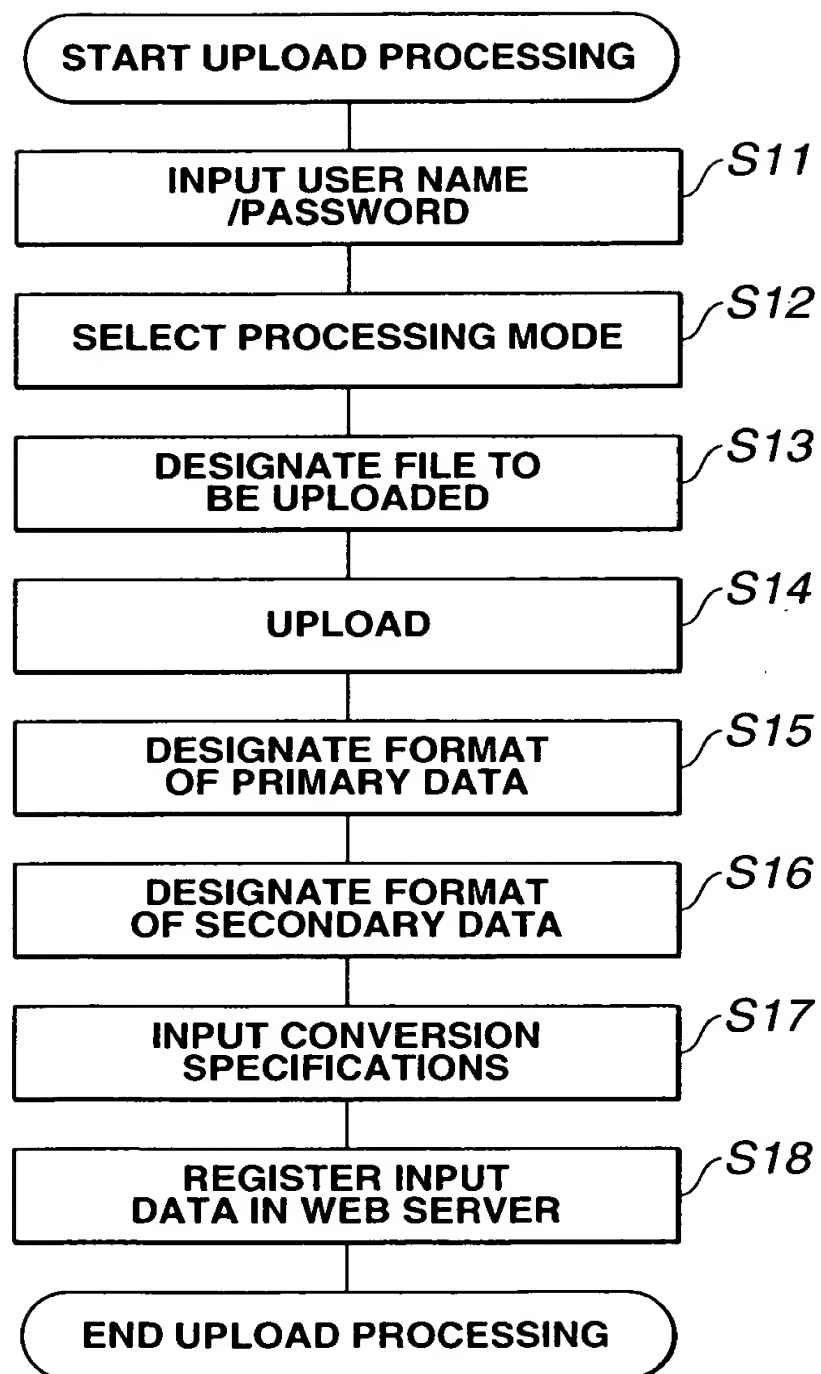 START UPLOAD PROCESSING
INPUT USER NAME
/PASSWORD
S11
SELECT PROCESSING MODE
S12
DESIGNATE FILE TO
BE UPLOADED
S13
UPLOAD
S14
DESIGNATE FORMAT
OF PRIMARY DATA
S15
DESIGNATE FORMAT
OF SECONDARY DATA
S16
INPUT CONVERSION
SPECIFICATIONS
S17
REGISTER INPUT
DATA IN WEB SERVER
S18
END UPLOAD PROCESSING